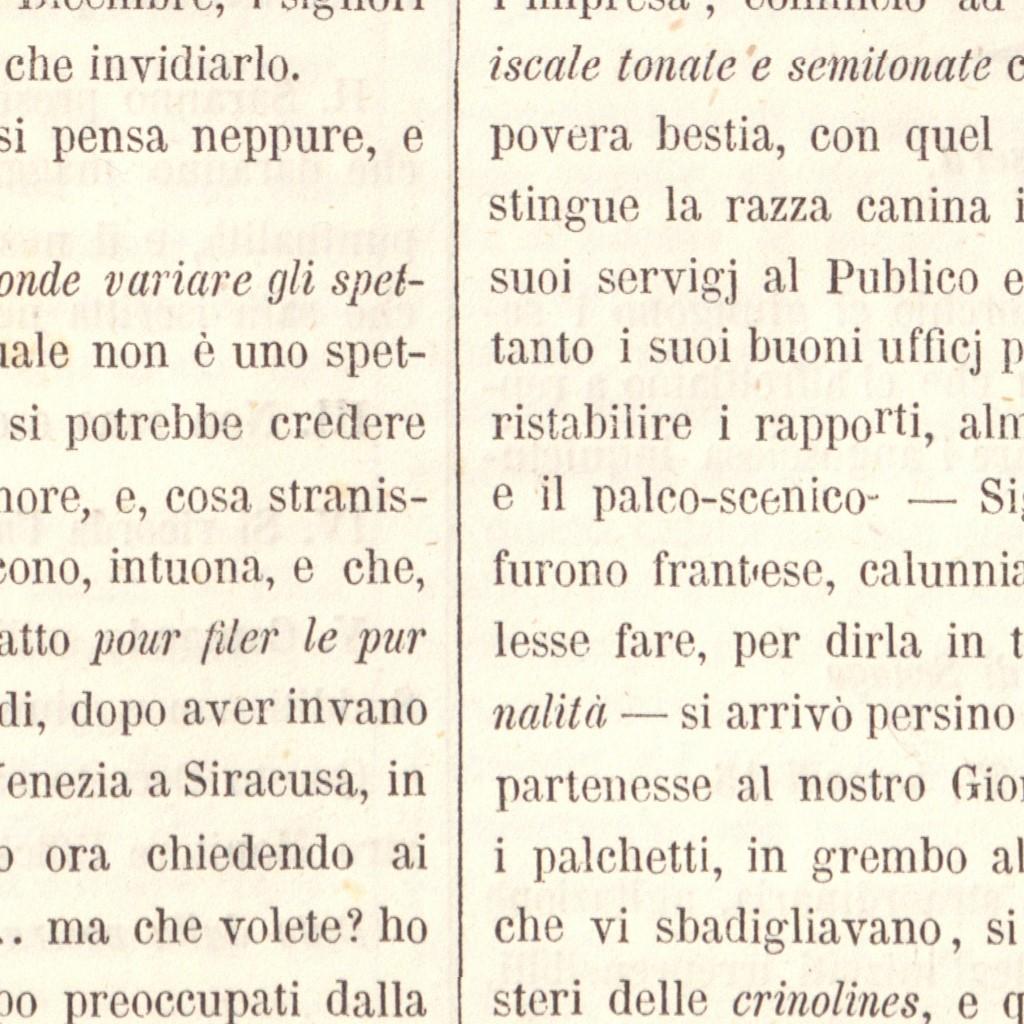 Dicembre, i signori
che invidiarlo.
si pensa neppure, e
onde variare gli spet-
uale non è uno spet-
si potrebbe credere
more, e, cosa stranis-
cono, intuona, e che,
atto pour filer le pur
di, dopo aver invano
Venezia a Siracusa, in
o ora chiedendo ai
.. ma che volete? ho
po preoccupati dalla
l'impresa, cominciò ad
iscale tonate e semitonate c
povera bestia, con quel
stingue la razza canina i
suoi servigj al Publico e
tanto i suoi buoni ufficj p
ristabilire i rapporti, alm
e il palco-scenico- — Sig
furono frantese, calunnia
lesse fare, per dirla in t
nalità — si arrivò persino
partenesse al nostro Gior
i palchetti, in grembo al
che vi sbadigliavano, si
steri delle crinolines, e q